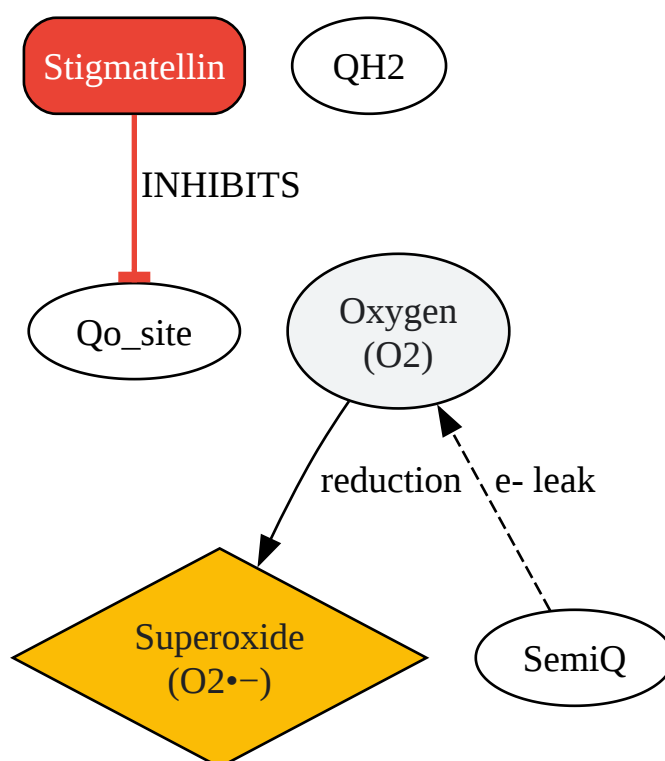 Stigmatellin
QH2
INHIBITS
Qo_site
Oxygen
(O2)
reduction
e- leak
Superoxide
(O2•−)
SemiQ